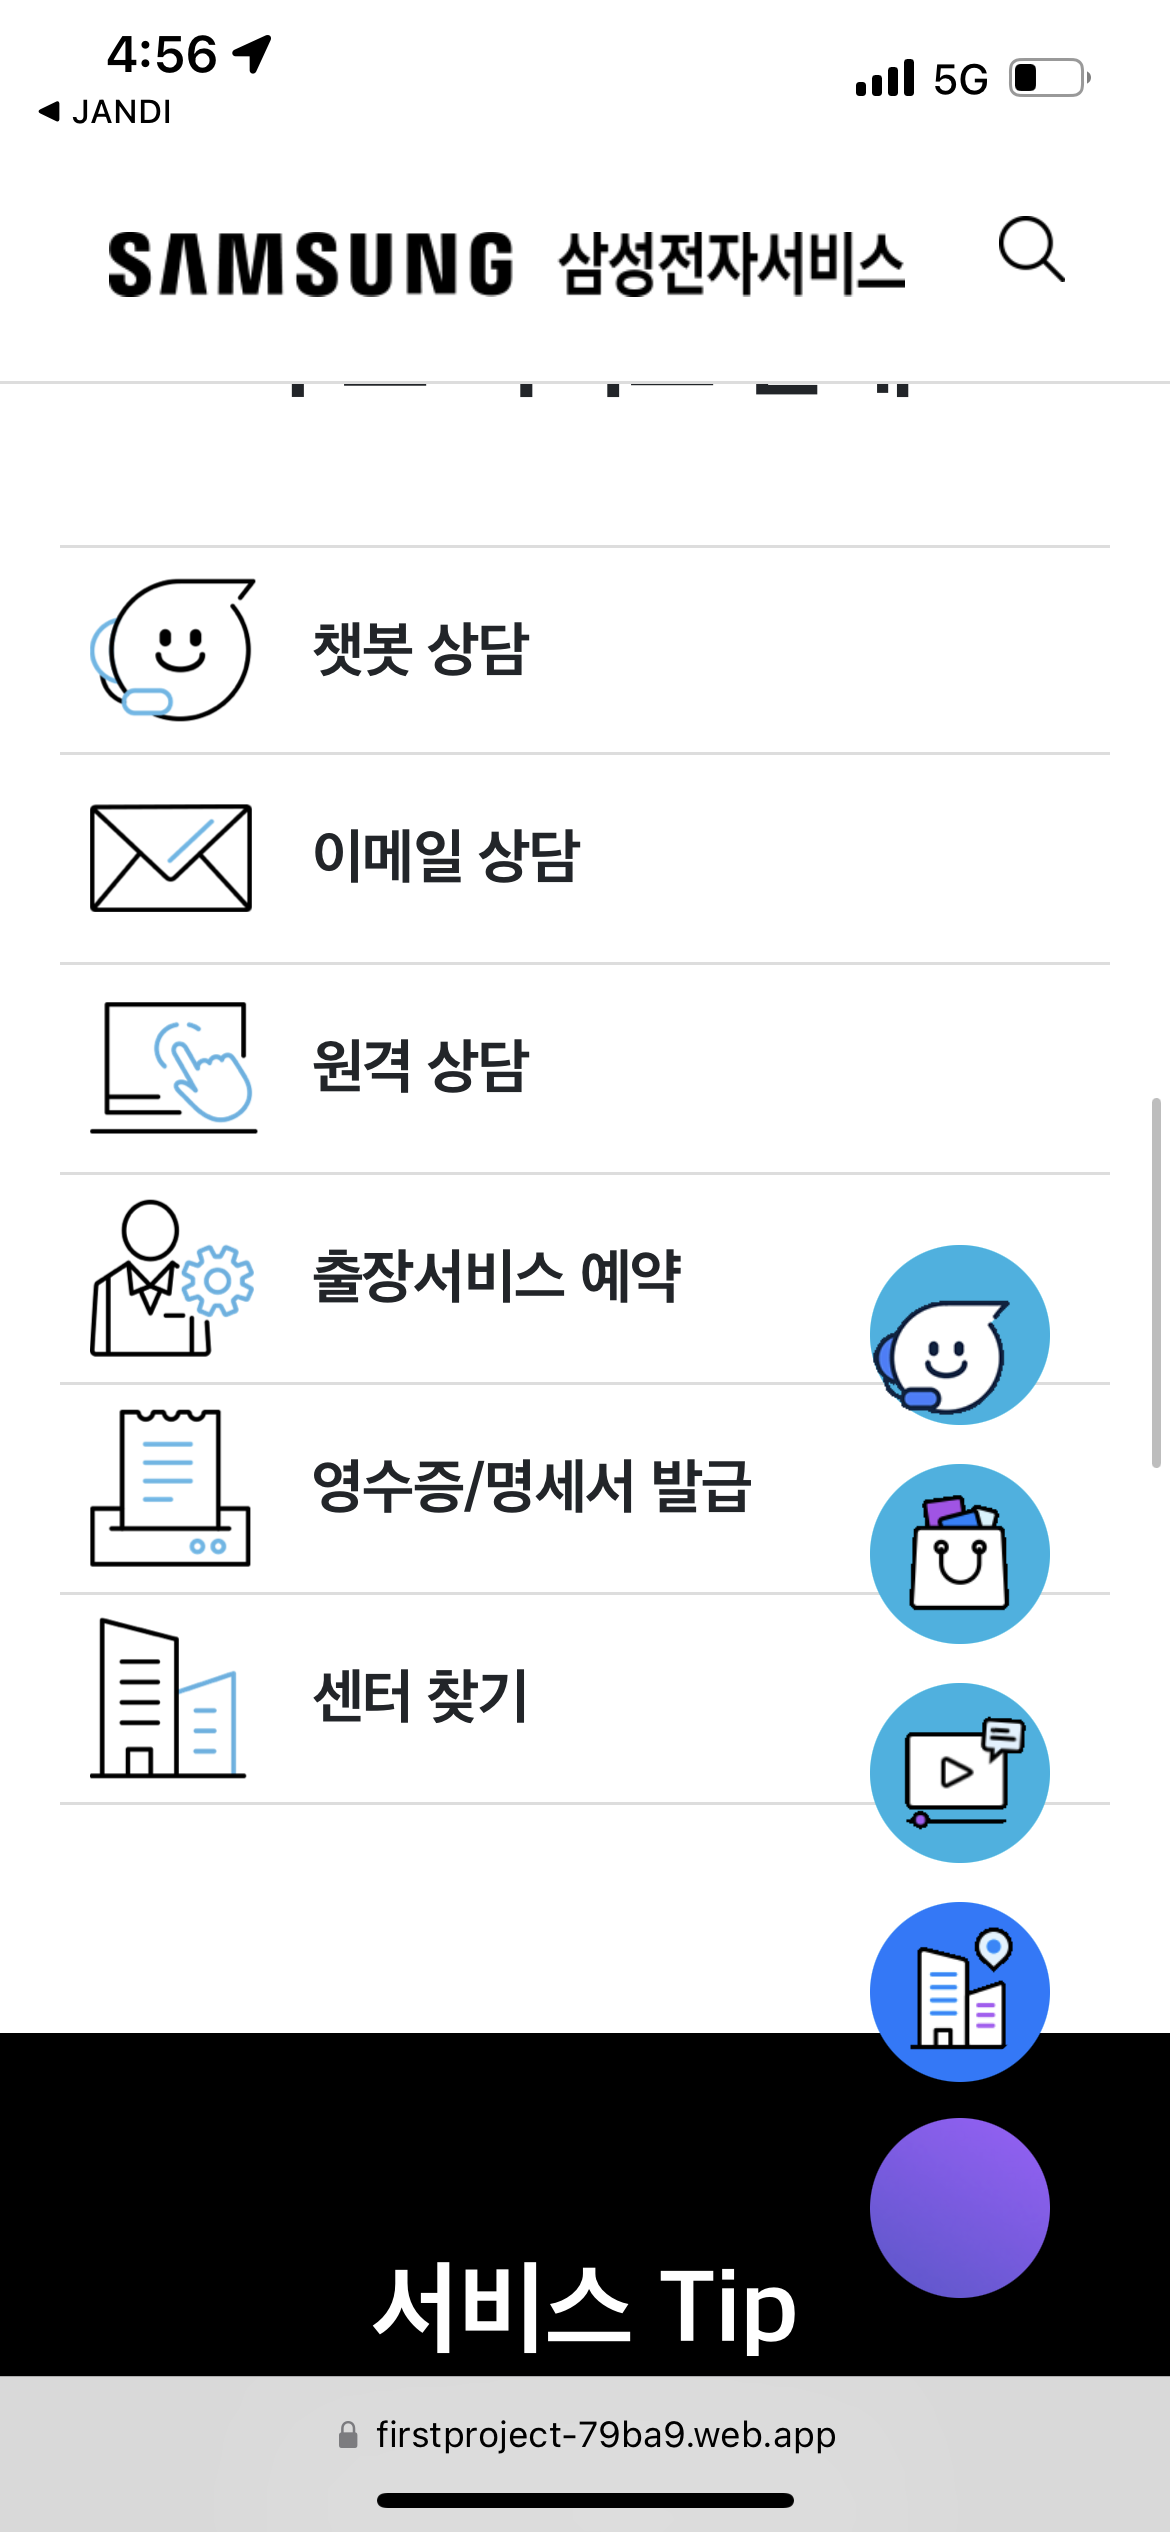 4:56
5G
JANDI
SAMSUNG 삼성전자서비스
챗봇 상담
이메일 상담
원격 상담
출장서비스 예약
영수증/명세서 발급
센터 찾기
서비스 Tip
firstproject-79ba9.web.app